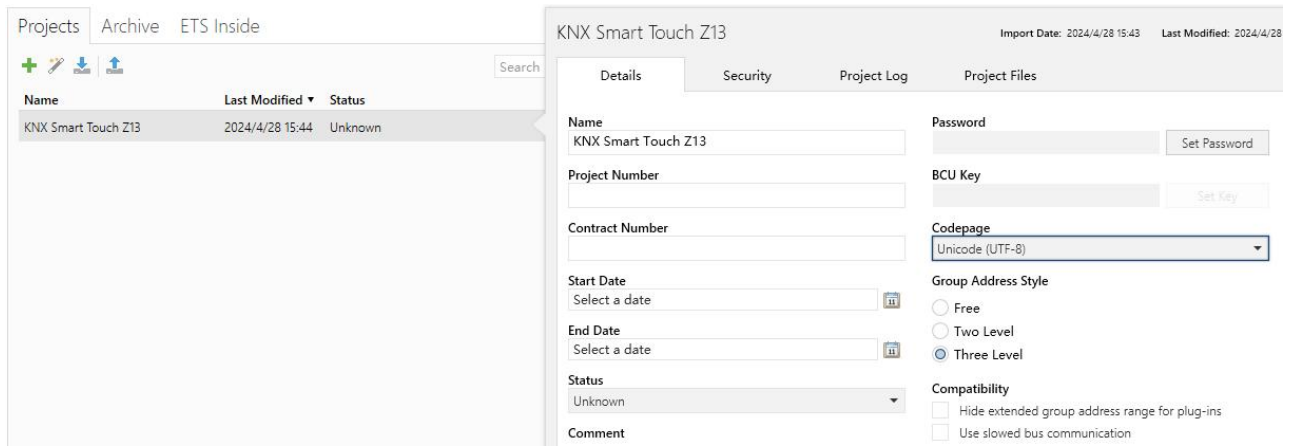 Projects Archive ETS Inside
Search
Name Last Modified ▼ Status
KNX Smart Touch Z13 2024/4/28 15:44 Unknown
KNX Smart Touch Z13 Import Date: 2024/4/28 15:43 Last Modified: 2024/4/28
Details Security Project Log Project Files
Name
KNX Smart Touch Z13
Project Number
Contract Number
Start Date
Select a date
11
End Date
Select a date
11
Status
Unknown
Comment
Password
Set Password
BCU Key
Set Key
Codepage
Unicode (UTF-8)
Group Address Style
Free
Two Level
Three Level
Compatibility
Hide extended group address range for plug-ins
Use slowed bus communication